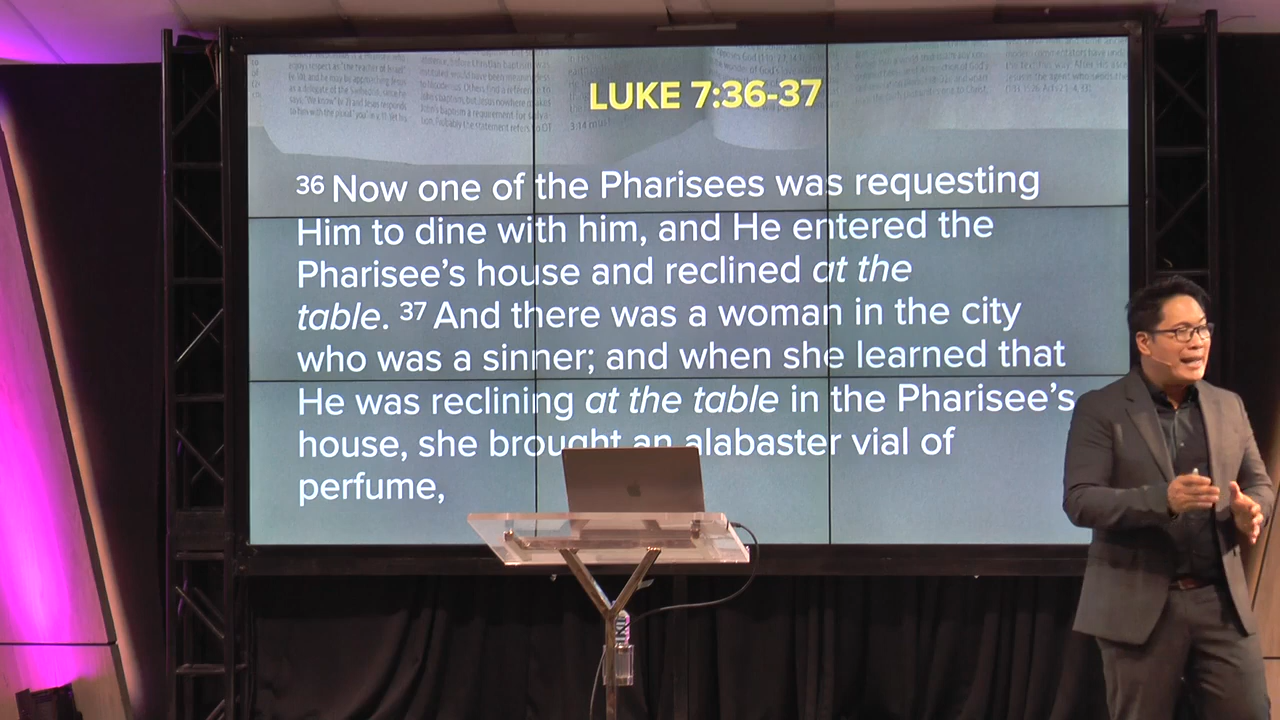 LUKE 7:36-37
36 Now one of the Pharisees was requesting
Him to dine with him, and He entered the
Pharisee’s house and reclined at the
table. 37 And there was a woman in the city
who was a sinner; and when she learned that
He was reclining at the table in the Pharisee’s
house, she brought an alabaster vial of
perfume,